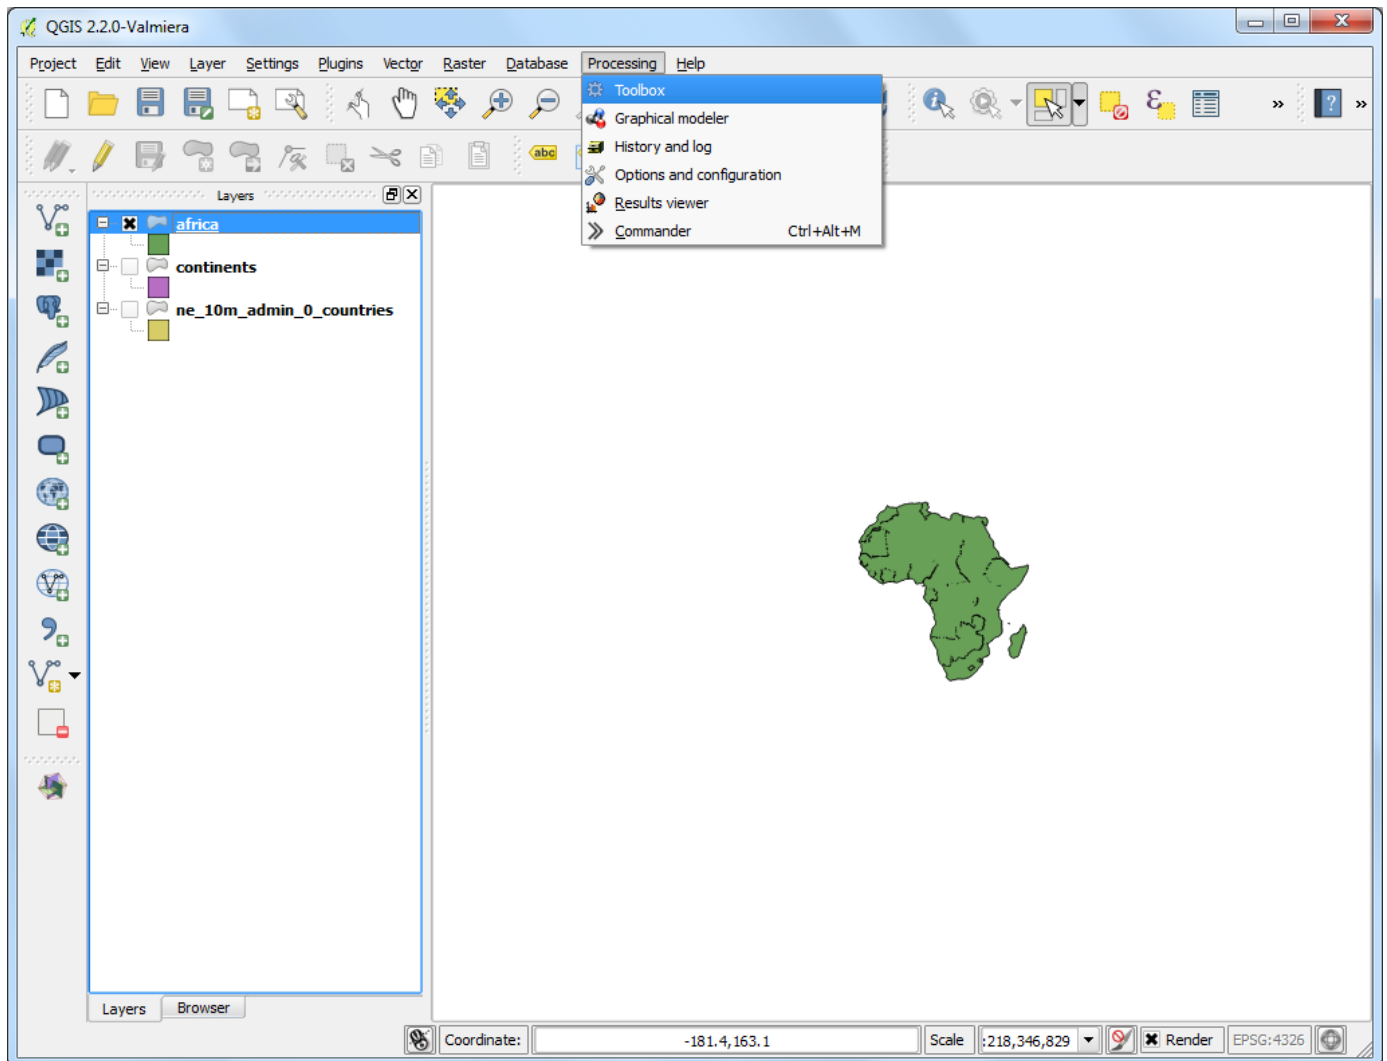 QGIS 2.2.0-Valmiera
Project Edit View Layer Settings Plugins Vector Raster Database Processing Help
Toolbox
Graphical modeler
History and log
Options and configuration
Results viewer
Commander Ctrl+Alt+M
abc
Layers
africa
continents
ne_10m_admin_0_countries
Layers Browser
Coordinate: -181.4,163.1 Scale :218,346,829 Render EPSG:4326